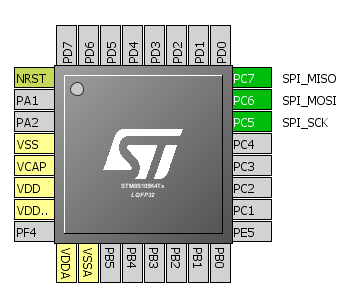 PD7 PD6 PD5 PD4 PD3 PD2 PD1 PD0
NRST
PA1
PA2
VSS
VCAP
VDD
VDD..
PF4
ST
STM8S105K4Tx
LQFP32
PC7 SPI_MISO
PC6 SPI_MOSI
PC5 SPI_SCK
PC4
PC3
PC2
PC1
PE5
VDDA VSSA PB5 PB4 PB3 PB2 PB1 PB0